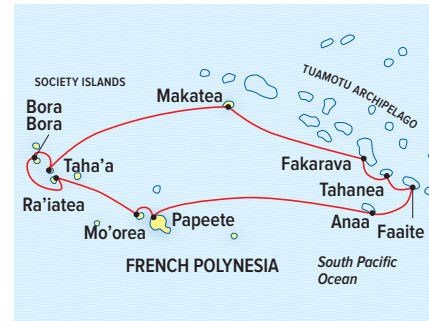 SOCIETY ISLANDS
TUAMOTU ARCHIPELAGO
Makatea
Bora
Bora
Taha'a
Fakarava
Ra'iatea
Tahanea
Mo'orea
Papeete
Anaa
Faaite
FRENCH POLYNESIA
South Pacific
Ocean